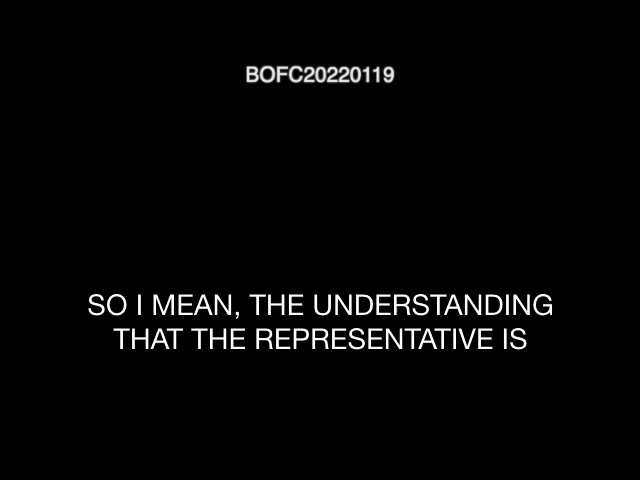 BOFC20220119
SO I MEAN, THE UNDERSTANDING
THAT THE REPRESENTATIVE IS